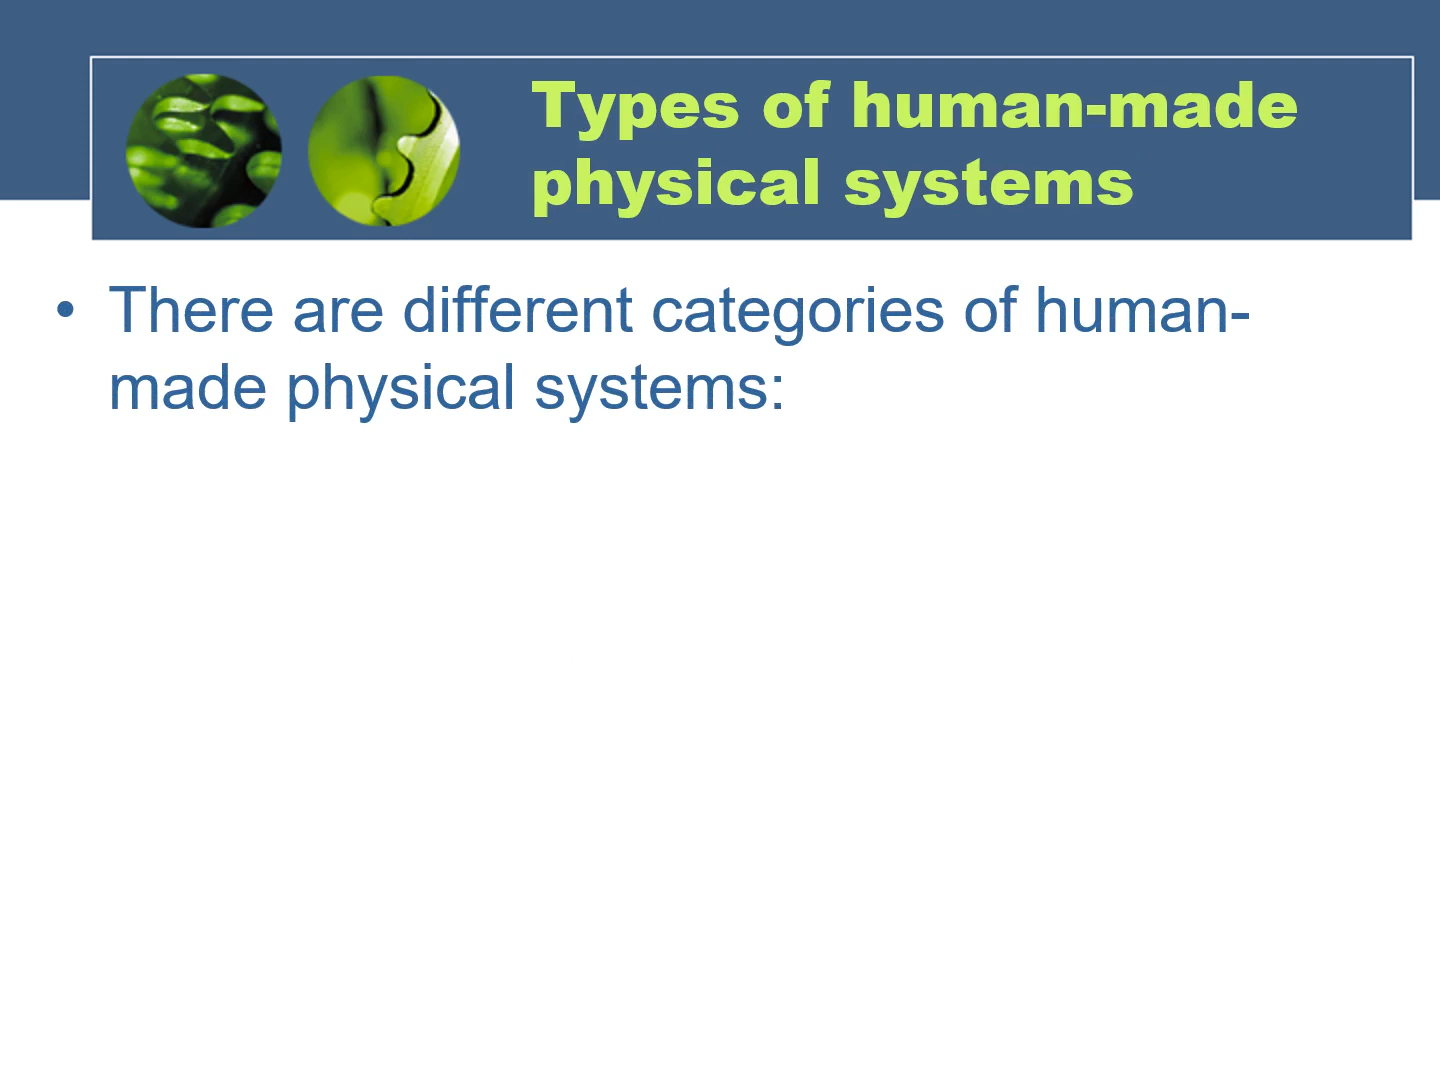 Types of human-made
physical systems
• There are different categories of human-
made physical systems: